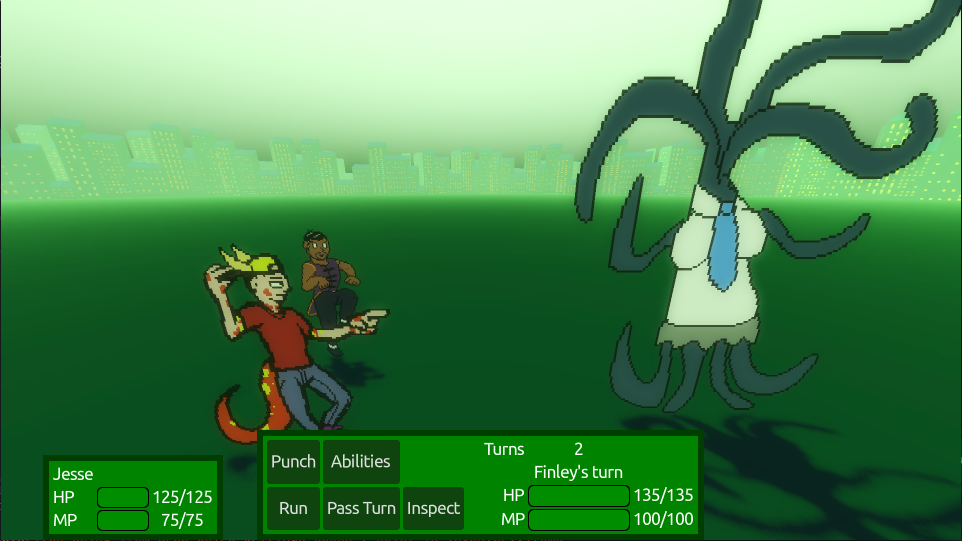 Jesse
HP 125/125
MP 75/75
Punch Abilities
Run Pass Turn Inspect
Turns 2
Finley's turn
HP 135/135
MP 100/100